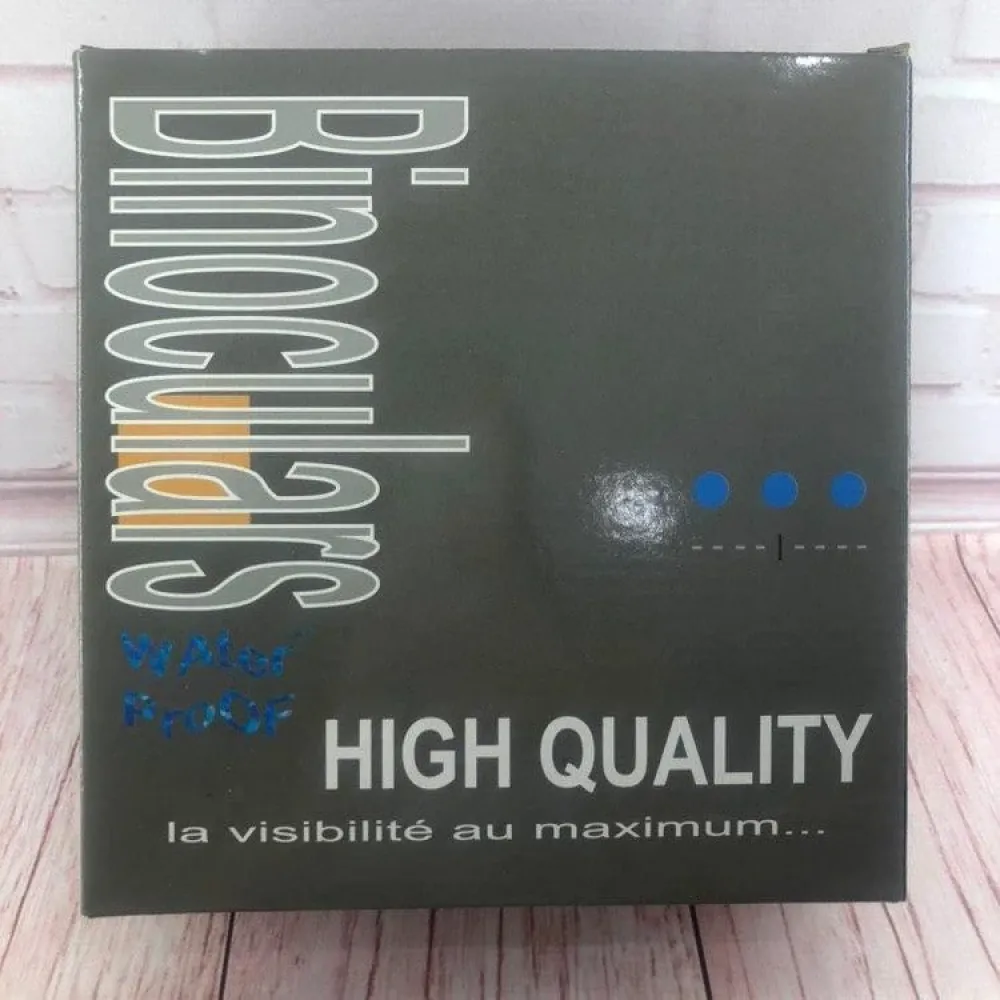 Binoculars
WAter
ProOF
HIGH QUALITY
la visibilité au maximum...